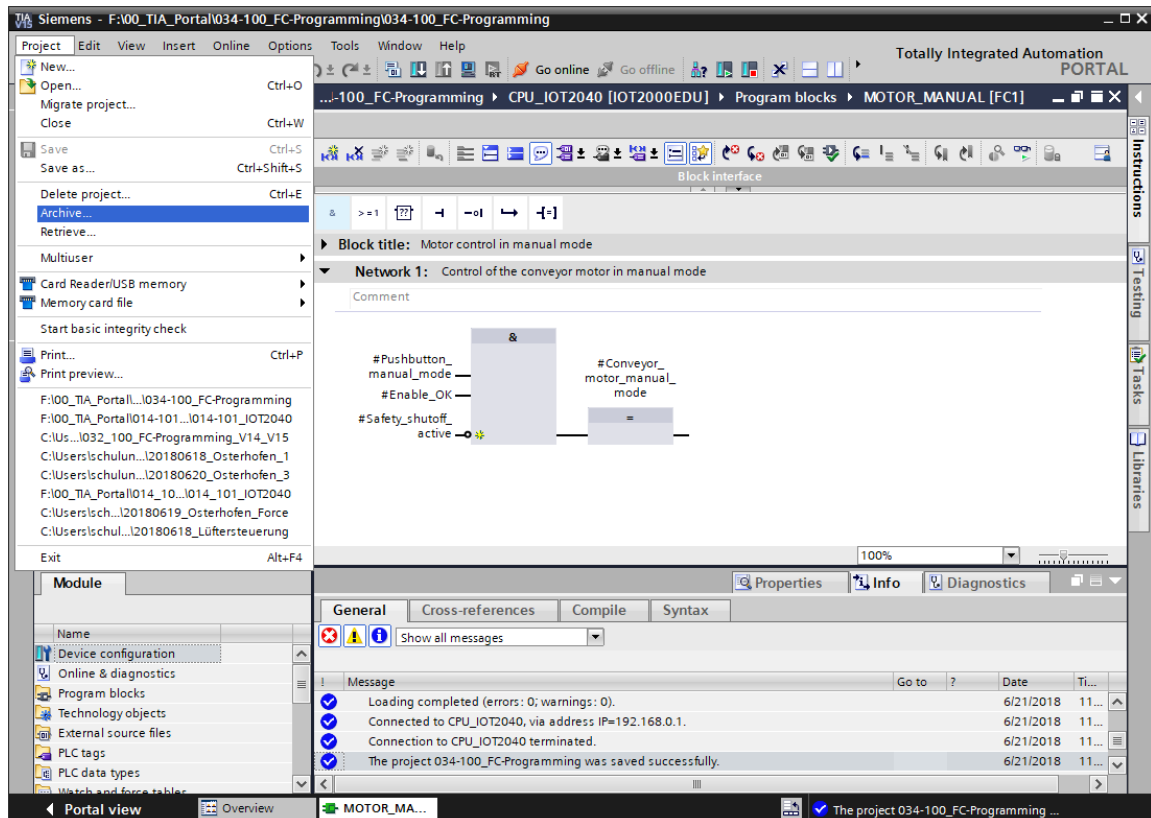 TIA V15 Siemens - F:\00_TIA_Portal\034-100_FC-Programming\034-100_FC-Programming
Project Edit View Insert Online Options Tools Window Help
Totally Integrated Automation
PORTAL
Go online Go offline
New...
Open... Ctrl+O
Migrate project...
Close Ctrl+W
Save Ctrl+S
Save as... Ctrl+Shift+S
Delete project... Ctrl+E
Archive...
Retrieve...
Multiuser
Card Reader/USB memory
Memory card file
Start basic integrity check
Print... Ctrl+P
Print preview...
F:\00_TIA_Portal\...\034-100_FC-Programming
F:\00_TIA_Portal\014-101...\014-101_IOT2040
C:\Us...\032_100_FC-Programming_V14_V15
C:\Users\schulun...\20180618_Osterhofen_1
C:\Users\schulun...\20180620_Osterhofen_3
F:\00_TIA_Portal\014_10...\014_101_IOT2040
C:\Users\sch...\20180619_Osterhofen_Force
C:\Users\schul...\20180618_Lüftersteuerung
Exit Alt+F4
...-100_FC-Programming CPU_IOT2040 [IOT2000EDU] Program blocks MOTOR_MANUAL [FC1]
Block interface
& >=1 ?? -| -o| -[=]
Block title: Motor control in manual mode
Network 1: Control of the conveyor motor in manual mode
Comment
&
#Pushbutton_
manual_mode
#Enable_OK
#Safety_shutoff_
active
#Conveyor_
motor_manual_
mode
=
100%
Instructions
Testing
Tasks
Libraries
Module
Name
Device configuration
Online & diagnostics
Program blocks
Technology objects
External source files
PLC tags
PLC data types
Watch and force tables
Properties Info Diagnostics
General Cross-references Compile Syntax
Show all messages
! Message Go to ? Date Ti...
Loading completed (errors: 0; warnings: 0). 6/21/2018 11...
Connected to CPU_IOT2040, via address IP=192.168.0.1. 6/21/2018 11...
Connection to CPU_IOT2040 terminated. 6/21/2018 11...
The project 034-100_FC-Programming was saved successfully. 6/21/2018 11...
Portal view Overview MOTOR_MA... The project 034-100_FC-Programming ...